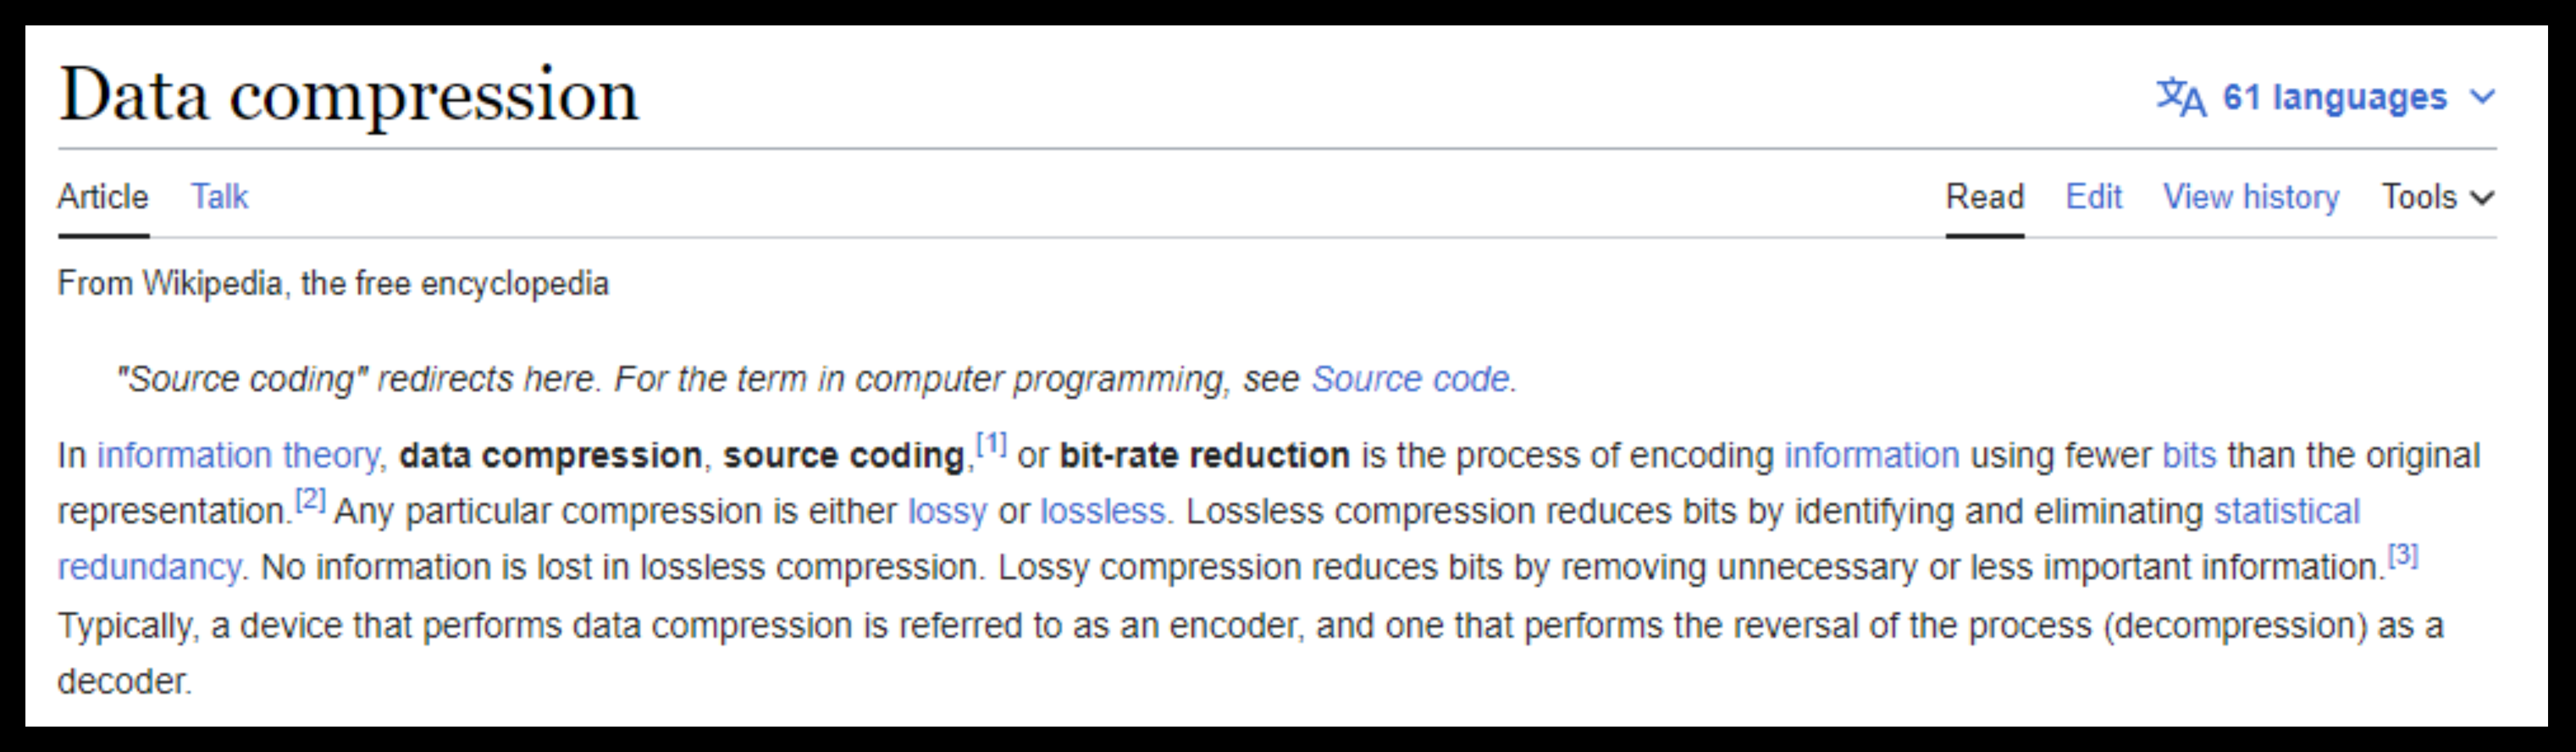 Data compression
61 languages
Article Talk
Read Edit View history Tools
From Wikipedia, the free encyclopedia
"Source coding" redirects here. For the term in computer programming, see Source code.
In information theory, data compression, source coding,[1] or bit-rate reduction is the process of encoding information using fewer bits than the original
representation.[2] Any particular compression is either lossy or lossless. Lossless compression reduces bits by identifying and eliminating statistical
redundancy. No information is lost in lossless compression. Lossy compression reduces bits by removing unnecessary or less important information.[3]
Typically, a device that performs data compression is referred to as an encoder, and one that performs the reversal of the process (decompression) as a
decoder.